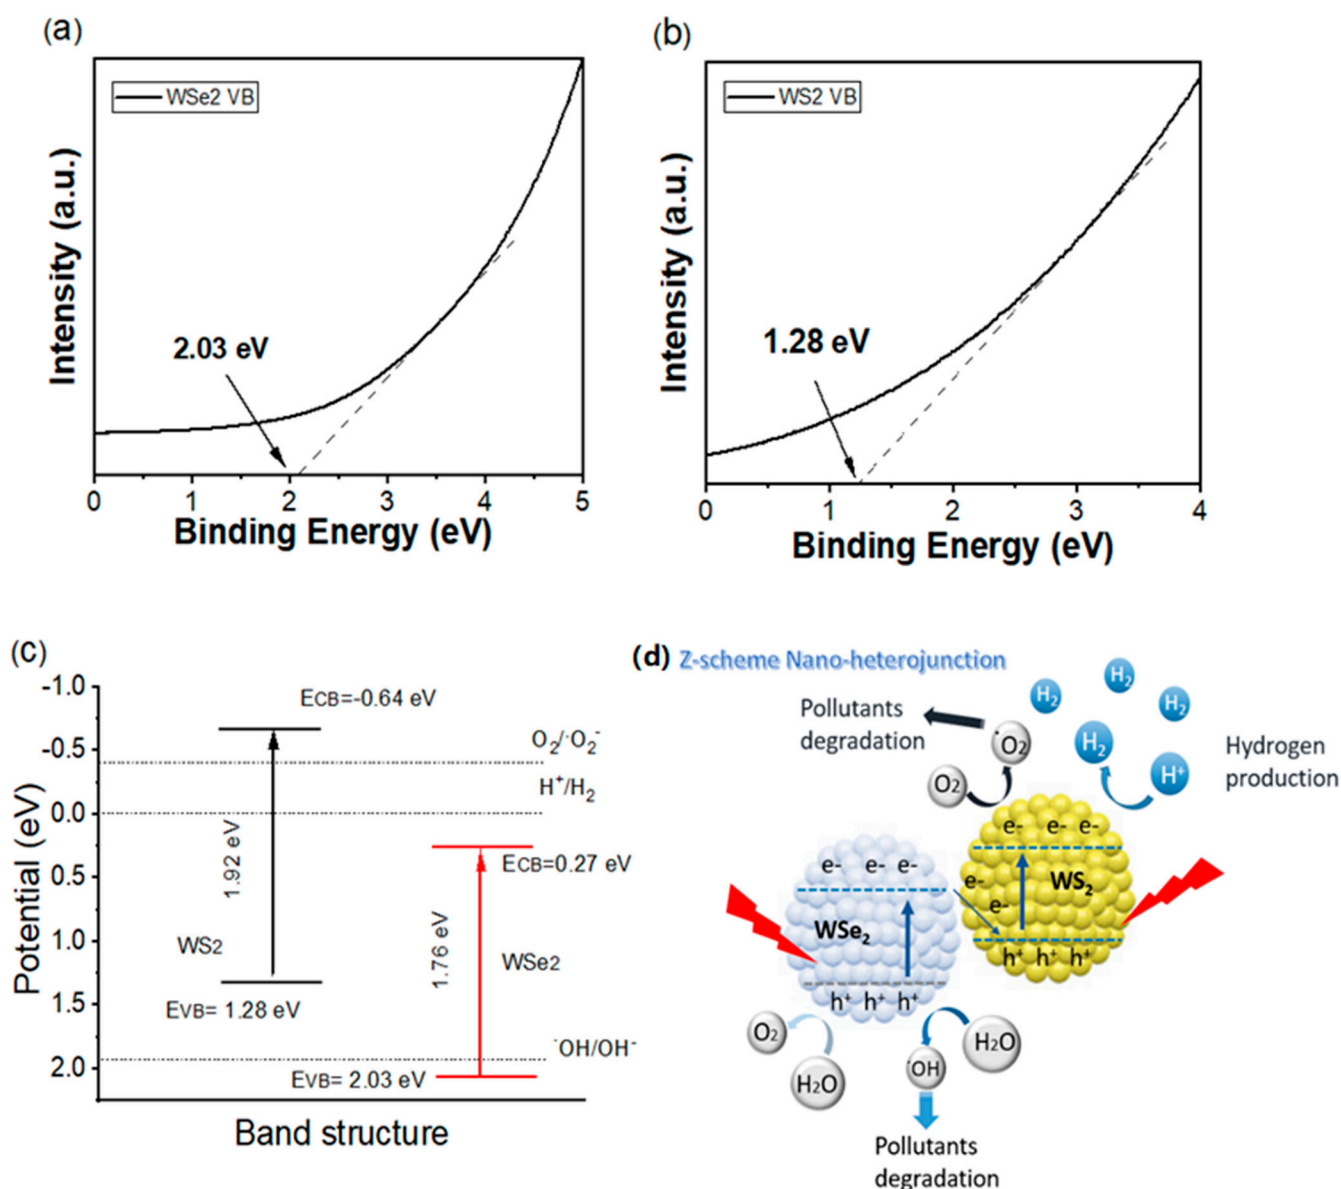 (a)
WSe2 VB
Intensity (a.u.)
2.03 eV
0 1 2 3 4 5
Binding Energy (eV)
(b)
WS2 VB
Intensity (a.u.)
1.28 eV
0 1 2 3 4
Binding Energy (eV)
(c)
Potential (eV)
-1.0
-0.5
0.0
0.5
1.0
1.5
2.0
ECB=-0.64 eV
O₂/·O₂⁻
H⁺/H₂
1.92 eV
ECB=0.27 eV
1.76 eV
WS2
WSe2
EVB= 1.28 eV
·OH/OH⁻
EVB= 2.03 eV
Band structure
(d) Z-scheme Nano-heterojunction
Pollutants
degradation
·O2
O2
H₂
H₂
H₂
H₂
H⁺
Hydrogen
production
e- e- e-
e- e- e-
e-
e-
WS₂
WSe₂
h⁺ h⁺ h⁺
h⁺ h⁺ h⁺
O₂
H₂O
·OH
H₂O
Pollutants
degradation